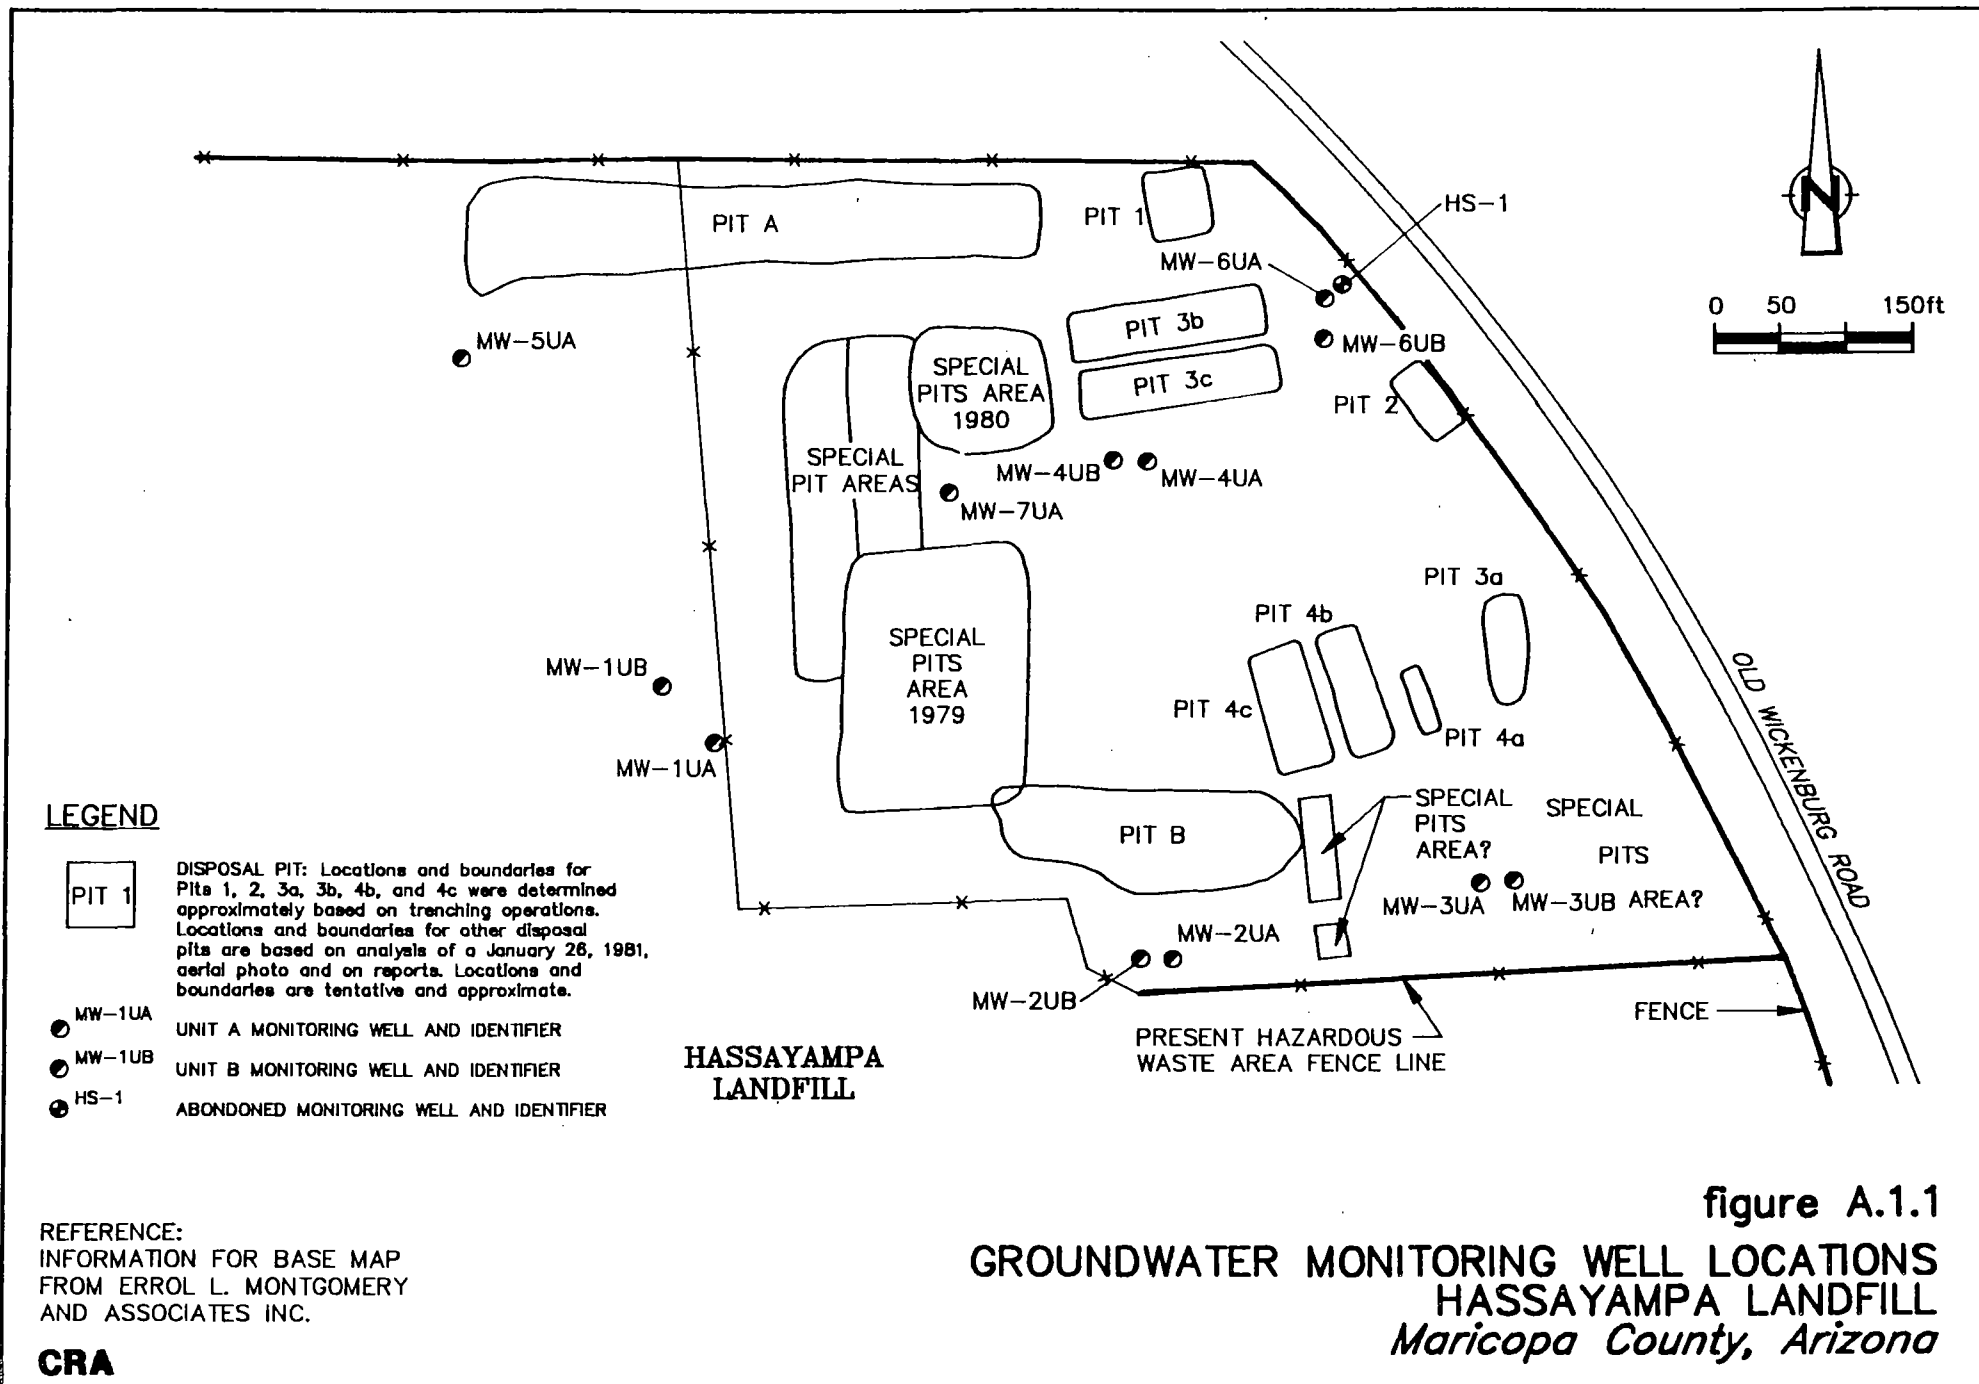 PIT A
PIT 1
HS-1
MW-6UA
N
0 50 150ft
PIT 3b
MW-6UB
MW-5UA
SPECIAL
PITS AREA
1980
PIT 3c
PIT 2
SPECIAL
PIT AREAS
MW-4UB
MW-4UA
MW-7UA
PIT 3a
PIT 4b
SPECIAL
PITS
AREA
1979
MW-1UB
PIT 4c
PIT 4a
MW-1UA
OLD WICKENBURG ROAD
PIT B
SPECIAL
PITS
AREA?
SPECIAL
PITS
AREA?
MW-3UA
MW-3UB
MW-2UA
MW-2UB
FENCE
PRESENT HAZARDOUS
WASTE AREA FENCE LINE
HASSAYAMPA
LANDFILL
LEGEND
PIT 1
DISPOSAL PIT: Locations and boundaries for
Pits 1, 2, 3a, 3b, 4b, and 4c were determined
approximately based on trenching operations.
Locations and boundaries for other disposal
pits are based on analysis of a January 26, 1981,
aerial photo and on reports. Locations and
boundaries are tentative and approximate.
MW-1UA
UNIT A MONITORING WELL AND IDENTIFIER
MW-1UB
UNIT B MONITORING WELL AND IDENTIFIER
HS-1
ABONDONED MONITORING WELL AND IDENTIFIER
REFERENCE:
INFORMATION FOR BASE MAP
FROM ERROL L. MONTGOMERY
AND ASSOCIATES INC.
CRA
figure A.1.1
GROUNDWATER MONITORING WELL LOCATIONS
HASSAYAMPA LANDFILL
Maricopa County, Arizona